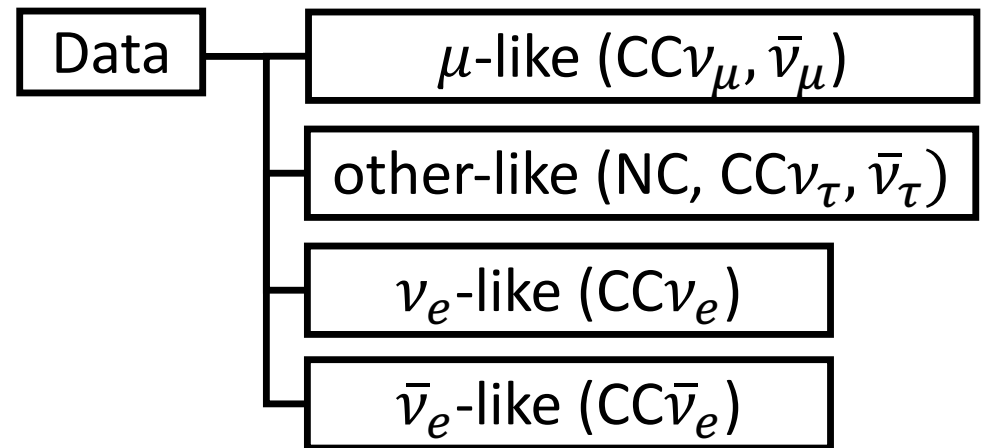 Data
μ-like (CCν_μ, ν̄_μ)
other-like (NC, CCν_τ, ν̄_τ)
ν_e-like (CCν_e)
ν̄_e-like (CCν̄_e)